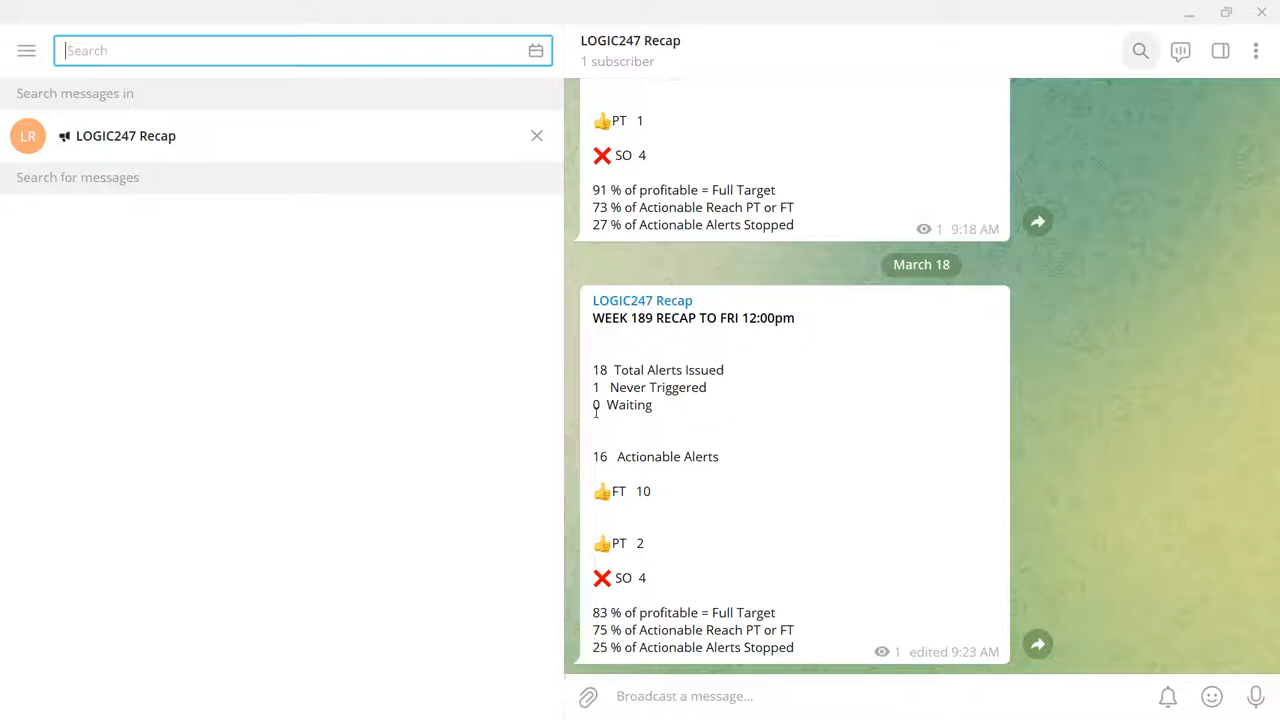 Search
Search messages in
LR
LOGIC247 Recap
Search for messages
LOGIC247 Recap
1 subscriber
👍PT 1
❌ SO 4
91 % of profitable = Full Target
73 % of Actionable Reach PT or FT
27 % of Actionable Alerts Stopped
1 9:18 AM
March 18
LOGIC247 Recap
WEEK 189 RECAP TO FRI 12:00pm
18 Total Alerts Issued
1 Never Triggered
0 Waiting
16 Actionable Alerts
👍FT 10
👍PT 2
❌ SO 4
83 % of profitable = Full Target
75 % of Actionable Reach PT or FT
25 % of Actionable Alerts Stopped
1 edited 9:23 AM
Broadcast a message...